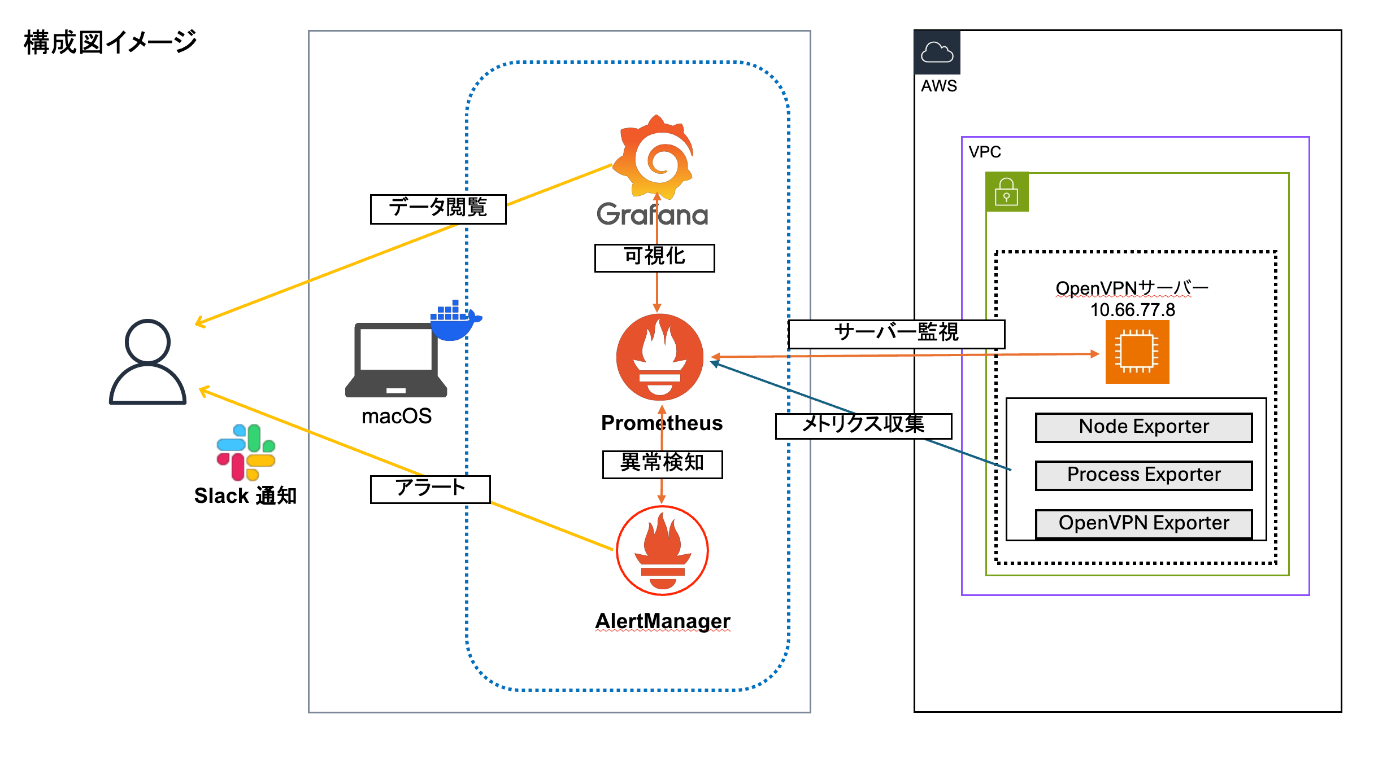 構成図イメージ
AWS
VPC
データ閲覧
Grafana
可視化
OpenVPNサーバー
10.66.77.8
サーバー監視
macOS
Prometheus
メトリクス収集
Node Exporter
異常検知
Process Exporter
アラート
Slack 通知
OpenVPN Exporter
AlertManager